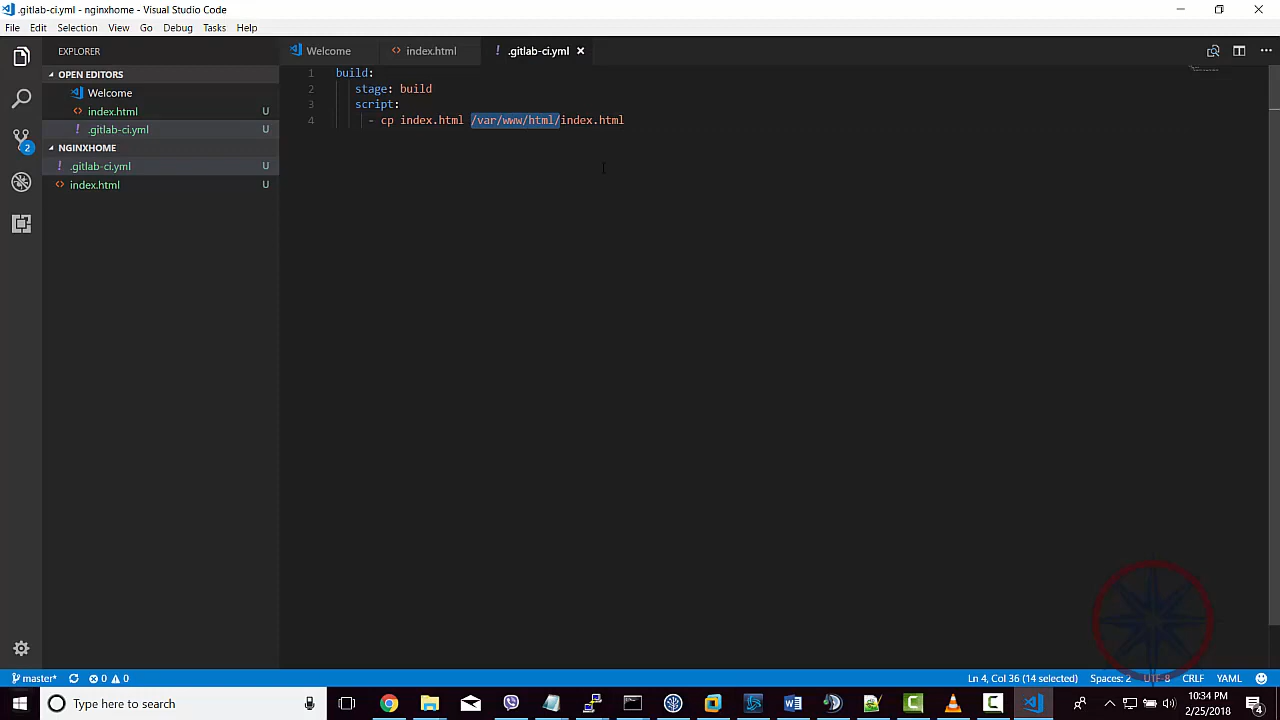 .gitlab-ci.yml - nginxhome - Visual Studio Code
File Edit Selection View Go Debug Tasks Help
EXPLORER
Welcome
index.html
! .gitlab-ci.yml
OPEN EDITORS
Welcome
index.html U
! .gitlab-ci.yml U
NGINXHOME
! .gitlab-ci.yml U
index.html U
2
1 build:
2 stage: build
3 script:
4 - cp index.html /var/www/html/index.html
master* 0 0 Ln 4, Col 36 (14 selected) Spaces: 2 UTF-8 CRLF YAML
Type here to search
10:34 PM
2/25/2018
4